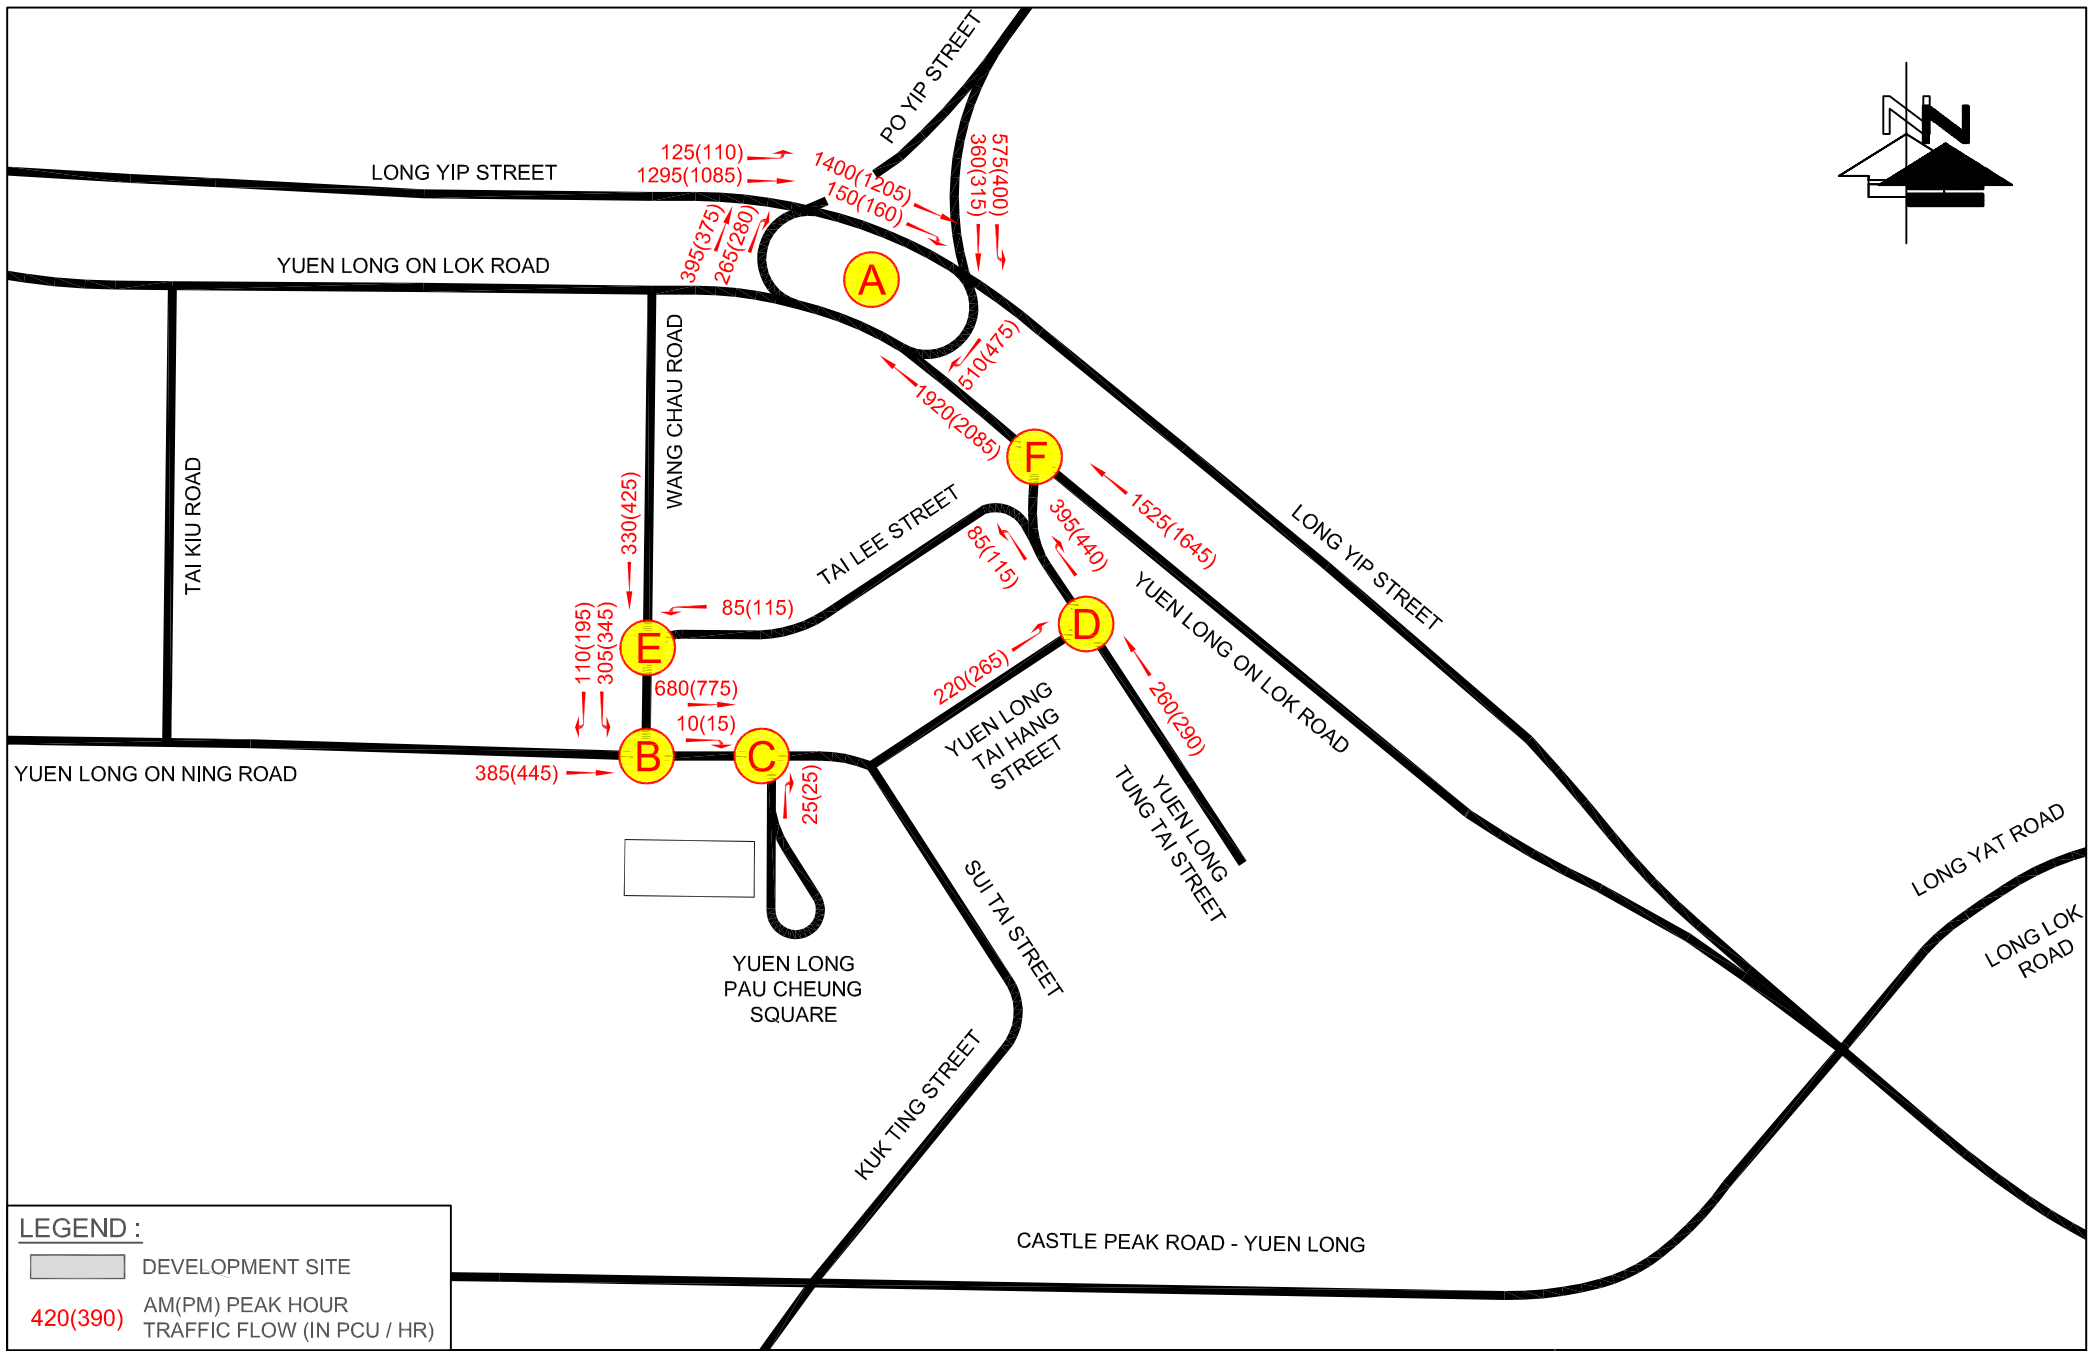 PO YIP STREET
LONG YIP STREET
125(110)
1295(1085)
1400(1205)
150(160)
575(400)
360(315)
N
N
395(375)
265(280)
YUEN LONG ON LOK ROAD
A
510(475)
1920(2085)
F
1525(1645)
WANG CHAU ROAD
TAI KIU ROAD
330(425)
TAI LEE STREET
85(115)
395(440)
LONG YIP STREET
YUEN LONG ON LOK ROAD
85(115)
110(195)
305(345)
E
D
680(775)
10(15)
220(265)
260(290)
YUEN LONG
TAI HANG
STREET
YUEN LONG
TUNG TAI STREET
B
C
385(445)
25(25)
YUEN LONG ON NING ROAD
SUI TAI STREET
YUEN LONG
PAU CHEUNG
SQUARE
LONG YAT ROAD
LONG LOK
ROAD
KUK TING STREET
CASTLE PEAK ROAD - YUEN LONG
LEGEND :
DEVELOPMENT SITE
420(390)
AM(PM) PEAK HOUR
TRAFFIC FLOW (IN PCU / HR)